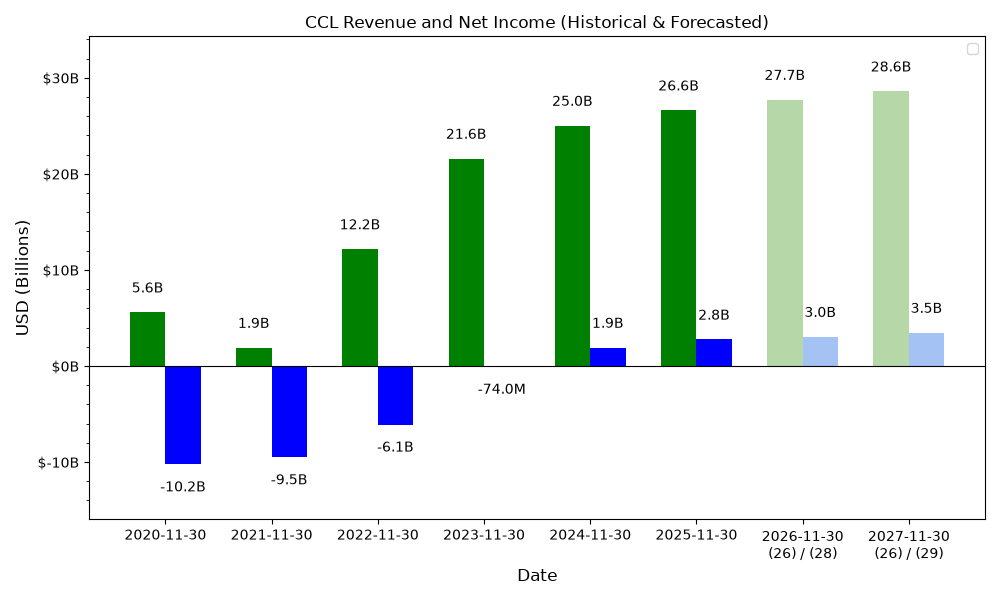 CCL Revenue and Net Income (Historical & Forecasted)
USD (Billions)
$30B
$20B
$10B
$0B
$-10B
5.6B
1.9B
12.2B
21.6B
25.0B
26.6B
27.7B
28.6B
-10.2B
-9.5B
-6.1B
-74.0M
1.9B
2.8B
3.0B
3.5B
2020-11-30
2021-11-30
2022-11-30
2023-11-30
2024-11-30
2025-11-30
2026-11-30
(26) / (28)
2027-11-30
(26) / (29)
Date